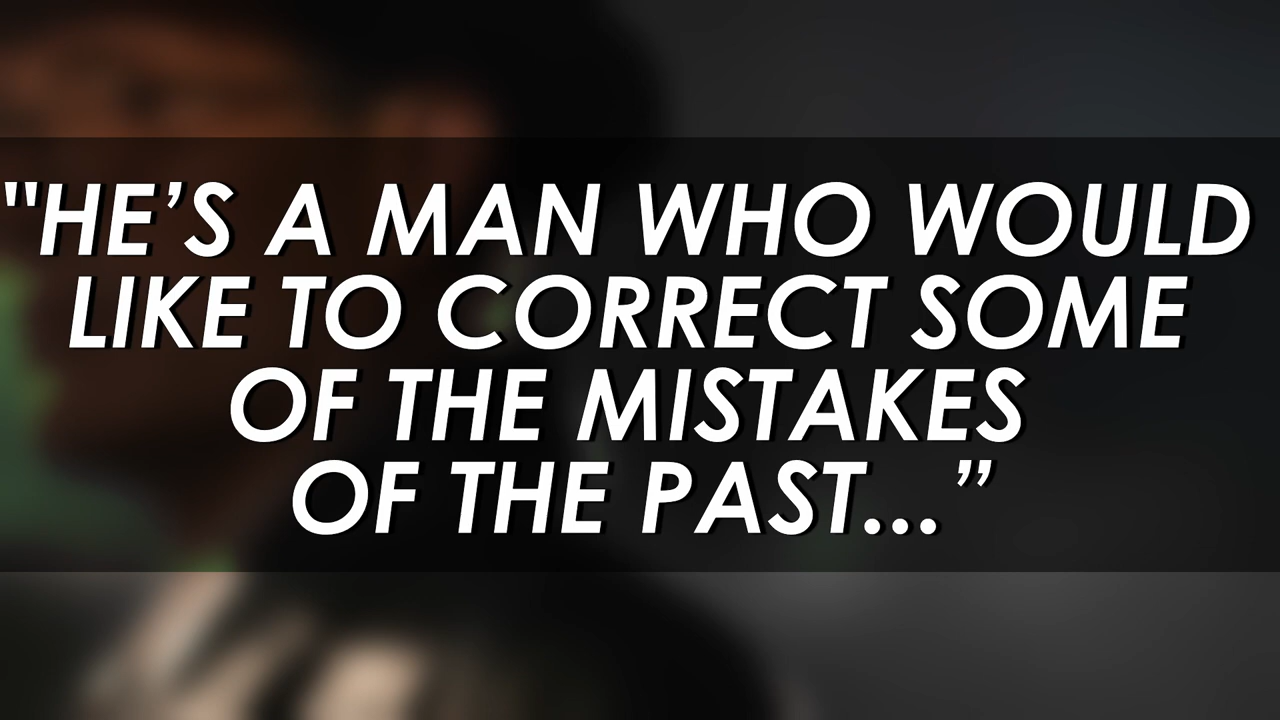 "HE’S A MAN WHO WOULD
LIKE TO CORRECT SOME
OF THE MISTAKES
OF THE PAST...”